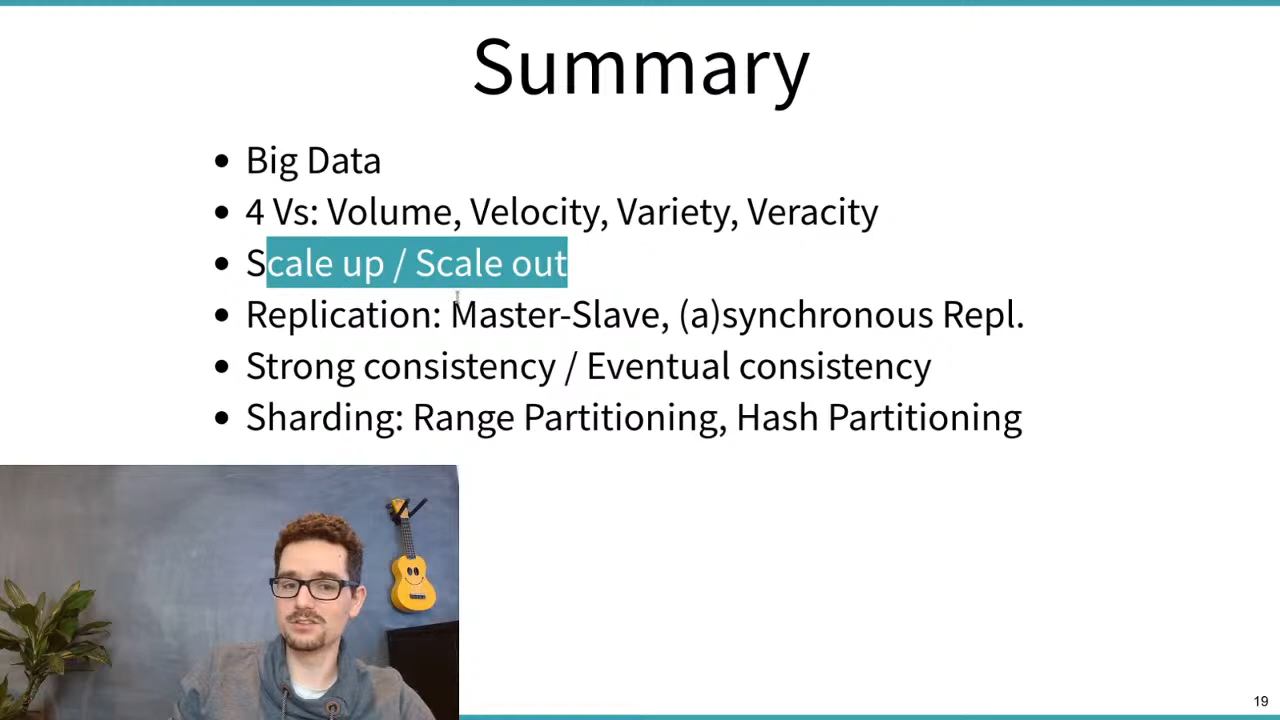 Summary
• Big Data
• 4 Vs: Volume, Velocity, Variety, Veracity
• Scale up / Scale out
• Replication: Master-Slave, (a)synchronous Repl.
• Strong consistency / Eventual consistency
• Sharding: Range Partitioning, Hash Partitioning
19